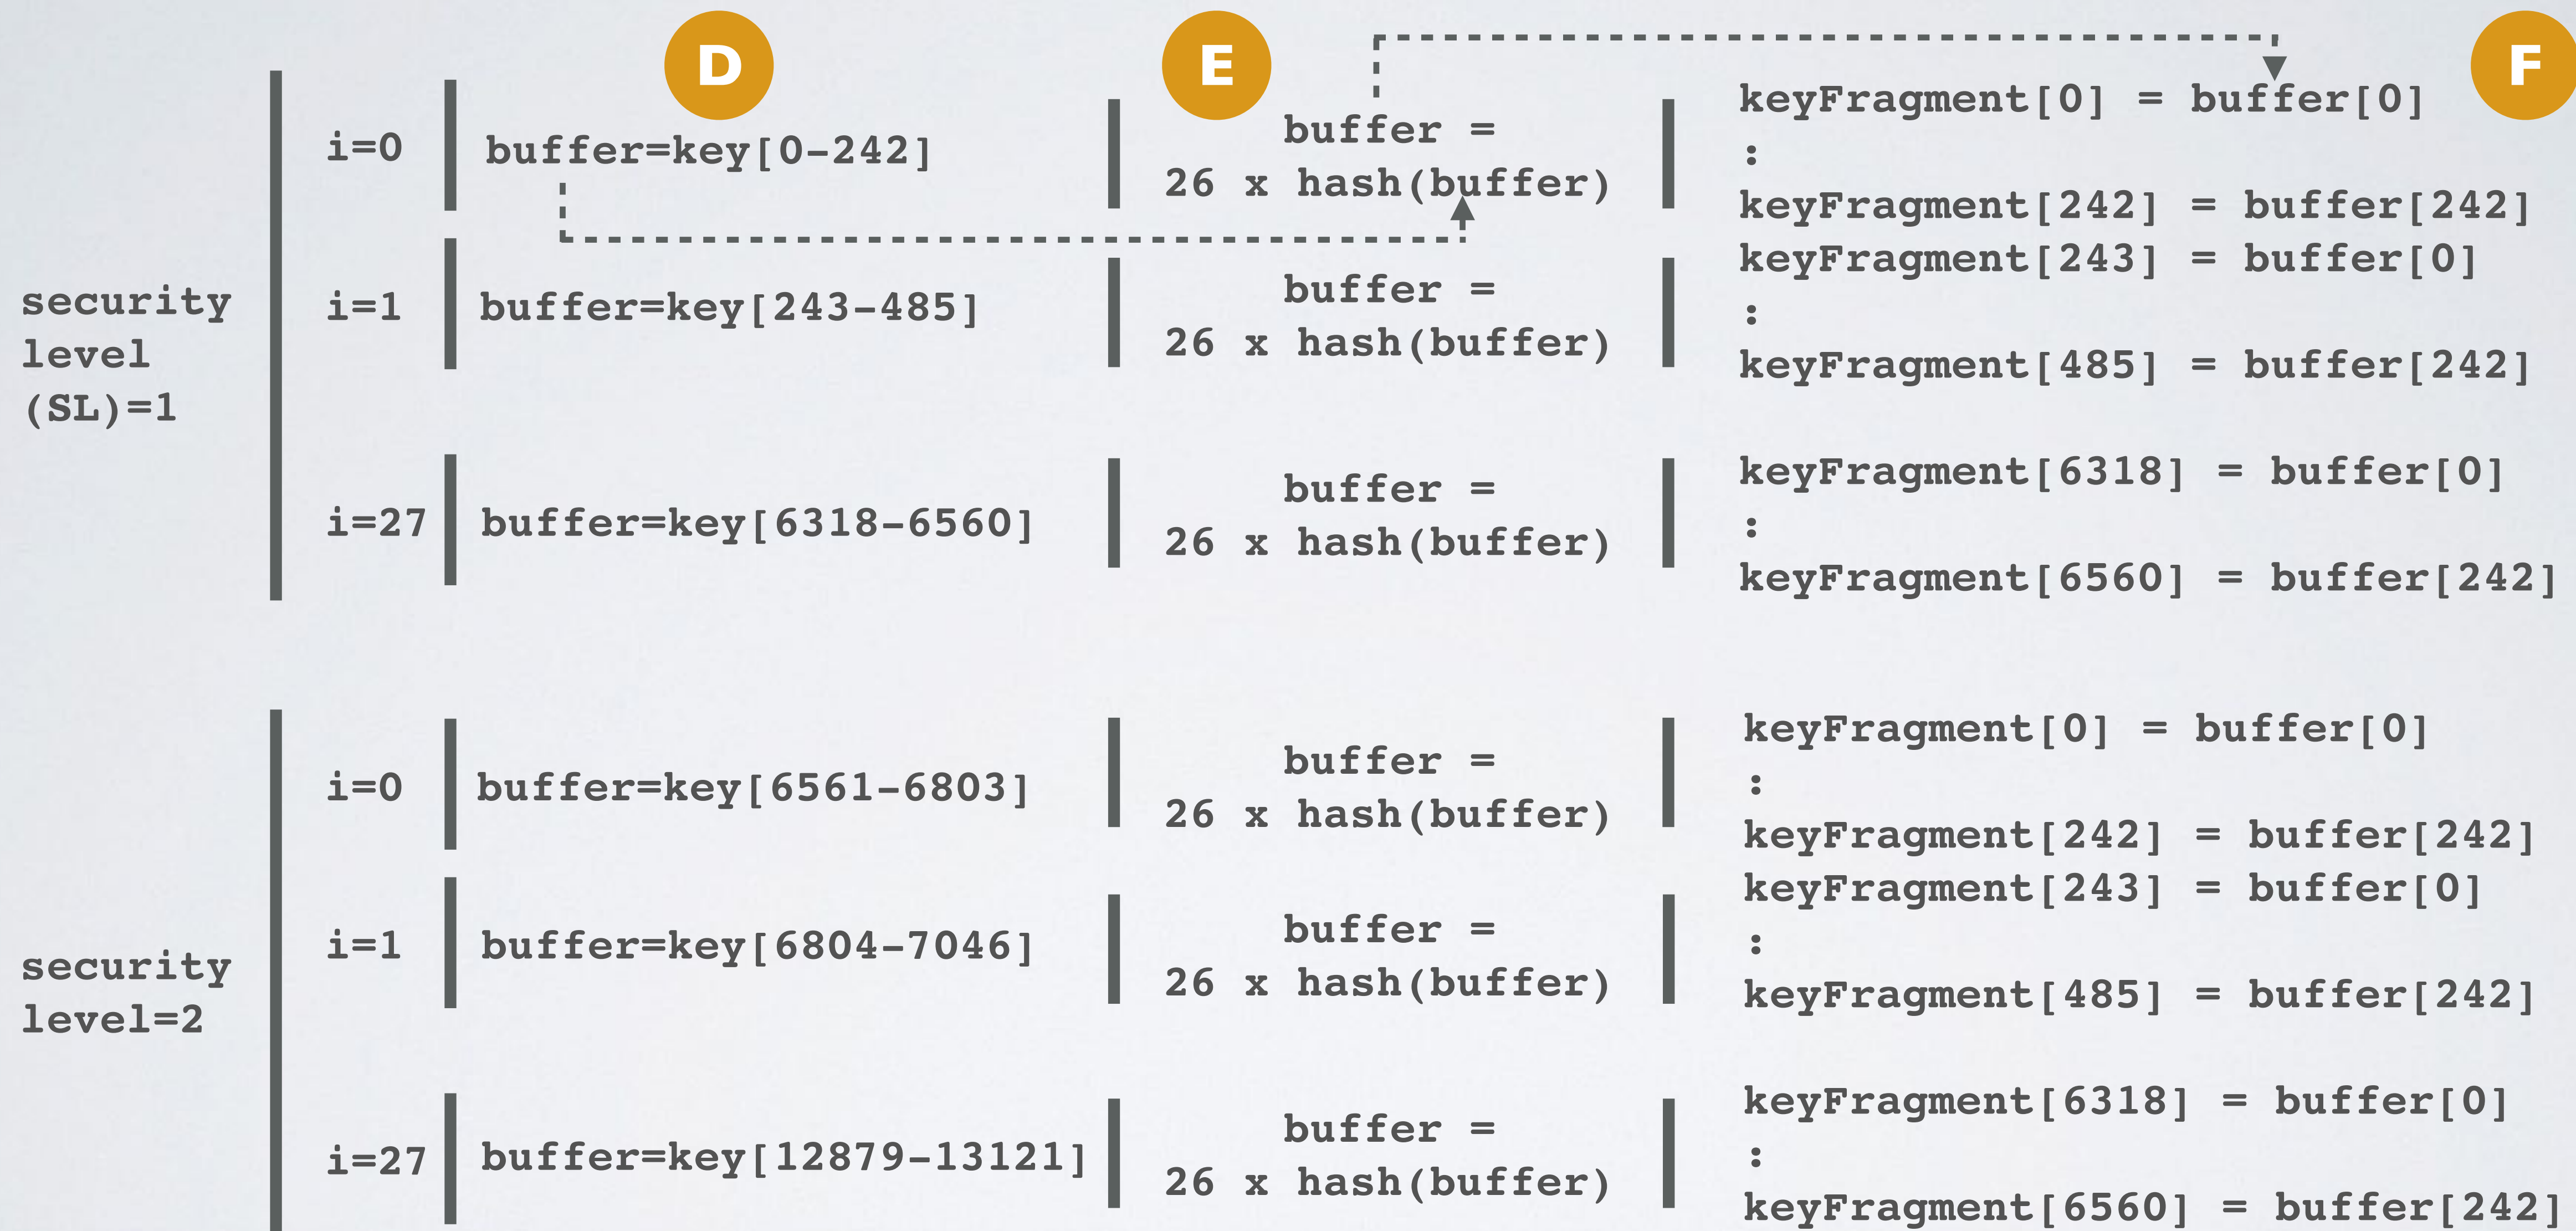 D
E
F
security
level
(SL)=1
i=0
buffer=key[0-242]
buffer =
26 x hash(buffer)
keyFragment[0] = buffer[0]
:
keyFragment[242] = buffer[242]
i=1
buffer=key[243-485]
buffer =
26 x hash(buffer)
keyFragment[243] = buffer[0]
:
keyFragment[485] = buffer[242]
i=27
buffer=key[6318-6560]
buffer =
26 x hash(buffer)
keyFragment[6318] = buffer[0]
:
keyFragment[6560] = buffer[242]
security
level=2
i=0
buffer=key[6561-6803]
buffer =
26 x hash(buffer)
keyFragment[0] = buffer[0]
:
keyFragment[242] = buffer[242]
i=1
buffer=key[6804-7046]
buffer =
26 x hash(buffer)
keyFragment[243] = buffer[0]
:
keyFragment[485] = buffer[242]
i=27
buffer=key[12879-13121]
buffer =
26 x hash(buffer)
keyFragment[6318] = buffer[0]
:
keyFragment[6560] = buffer[242]